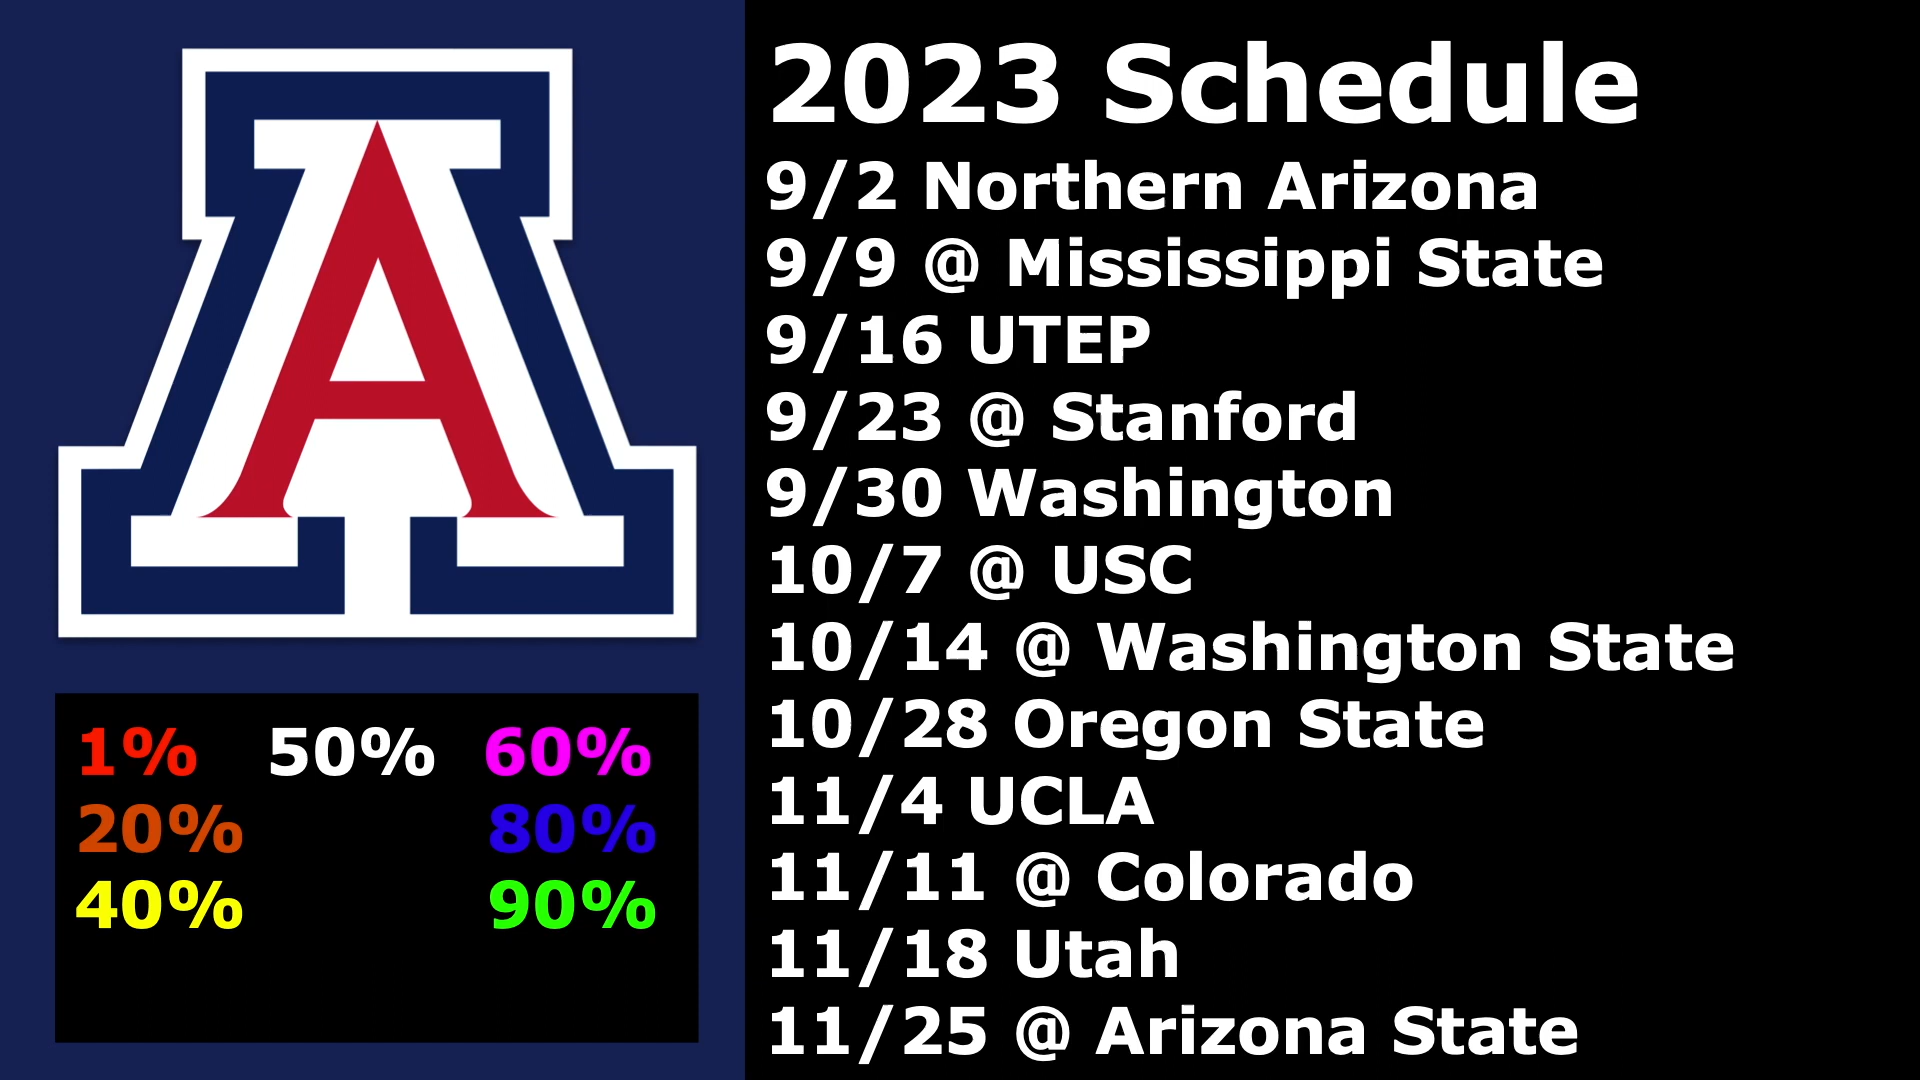 A
1% 50% 60%
20% 80%
40% 90%
2023 Schedule
9/2 Northern Arizona
9/9 @ Mississippi State
9/16 UTEP
9/23 @ Stanford
9/30 Washington
10/7 @ USC
10/14 @ Washington State
10/28 Oregon State
11/4 UCLA
11/11 @ Colorado
11/18 Utah
11/25 @ Arizona State